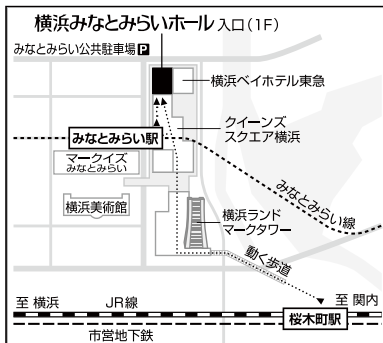 横浜みなとみらいホール 入口(1F)
みなとみらい公共駐車場 P
横浜ベイホテル東急
クイーンズ
スクエア横浜
みなとみらい駅
マークイズ
みなとみらい
みなとみらい線
横浜美術館
横浜ランド
マークタワー
動く歩道
至 横浜
JR線
至 関内
桜木町駅
市営地下鉄